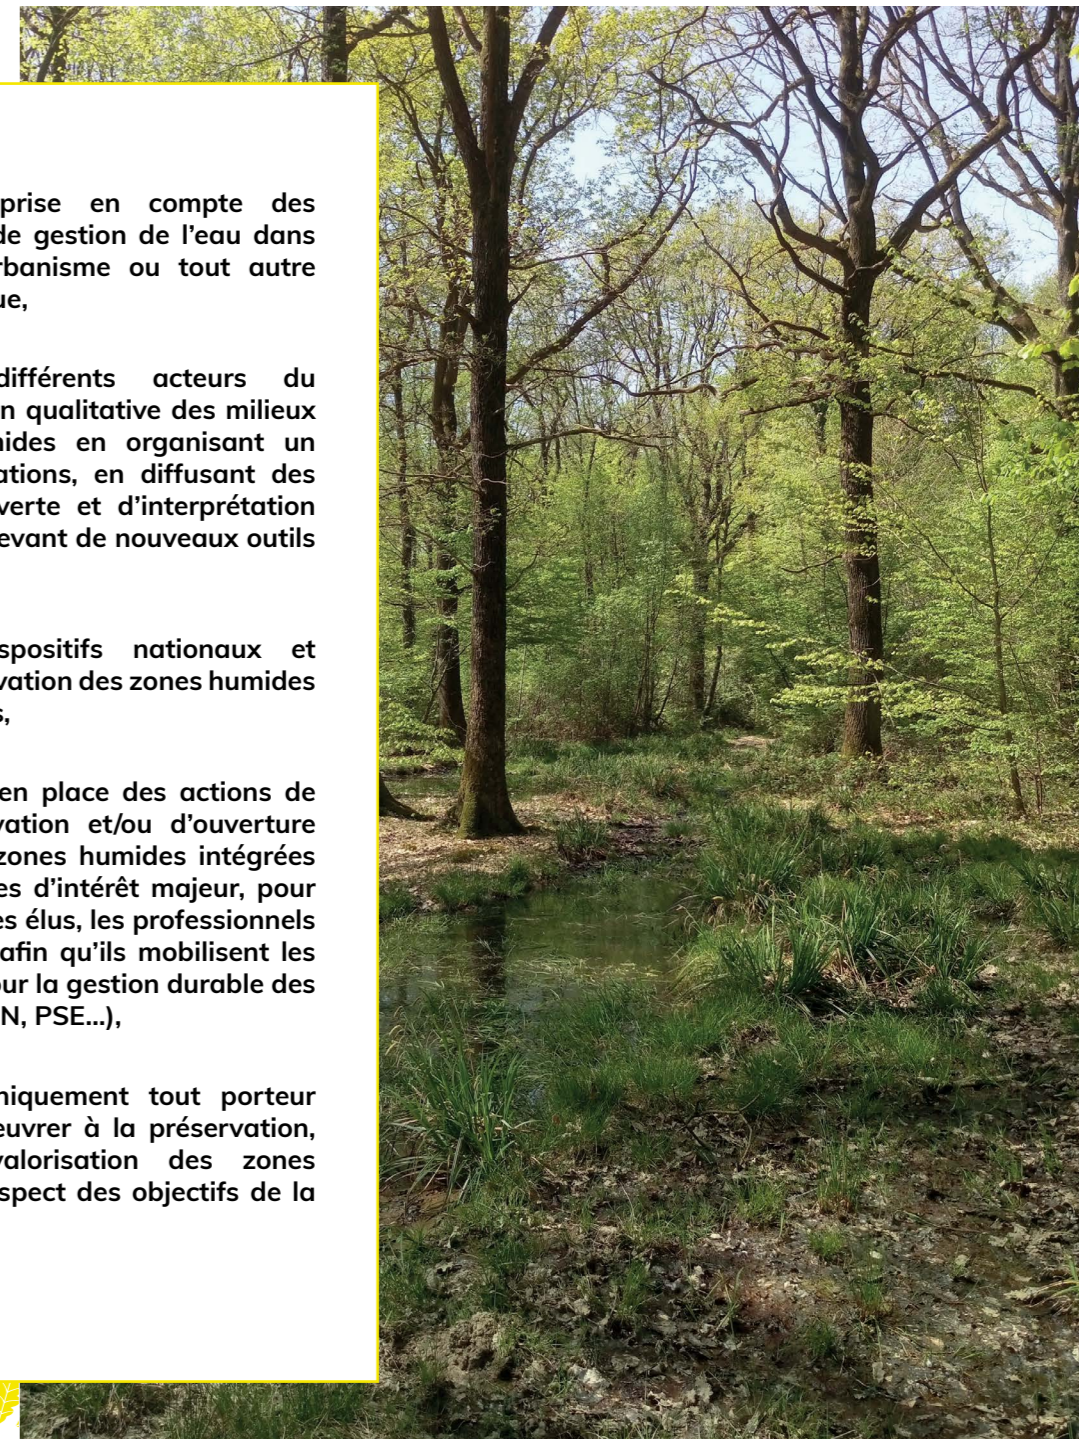 prise en compte des
de gestion de l’eau dans
rbanisme ou tout autre
ue,
différents acteurs du
n qualitative des milieux
nides en organisant un
ations, en diffusant des
verte et d’interprétation
evant de nouveaux outils
spositifs nationaux et
vation des zones humides
s,
en place des actions de
vation et/ou d’ouverture
zones humides intégrées
es d’intérêt majeur, pour
es élus, les professionnels
afin qu’ils mobilisent les
our la gestion durable des
N, PSE...),
niquement tout porteur
œuvrer à la préservation,
valorisation des zones
spect des objectifs de la